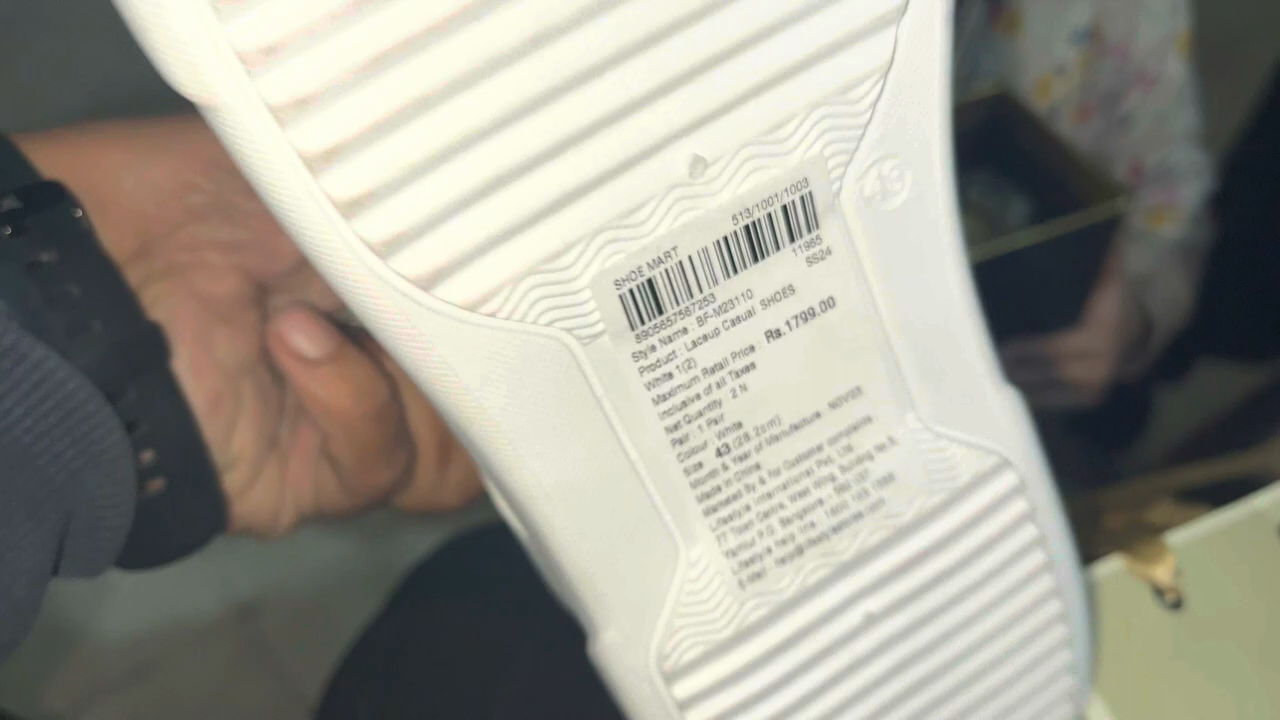 SHOE MART 513/1001/1003
8905657567253 11985
Style Name : BF-M23110 SS24
Product : Laceup Casual SHOES
White 1(2)
Maximum Retail Price Rs.1799.00
Inclusive of all Taxes
Net Quantity 2 N
Pair : 1 Pair
Colour : White
Size 43 (28.2cm)
Month & Year of Manufacture : NOV23
Made in China
Marketed By & for Customer complaints
Lifestyle International Pvt. Ltd
77 Town Centre, West Wing, Building No.3,
Yamlur P.O. Bangalore
Lifestyle help line
E-Mail
43